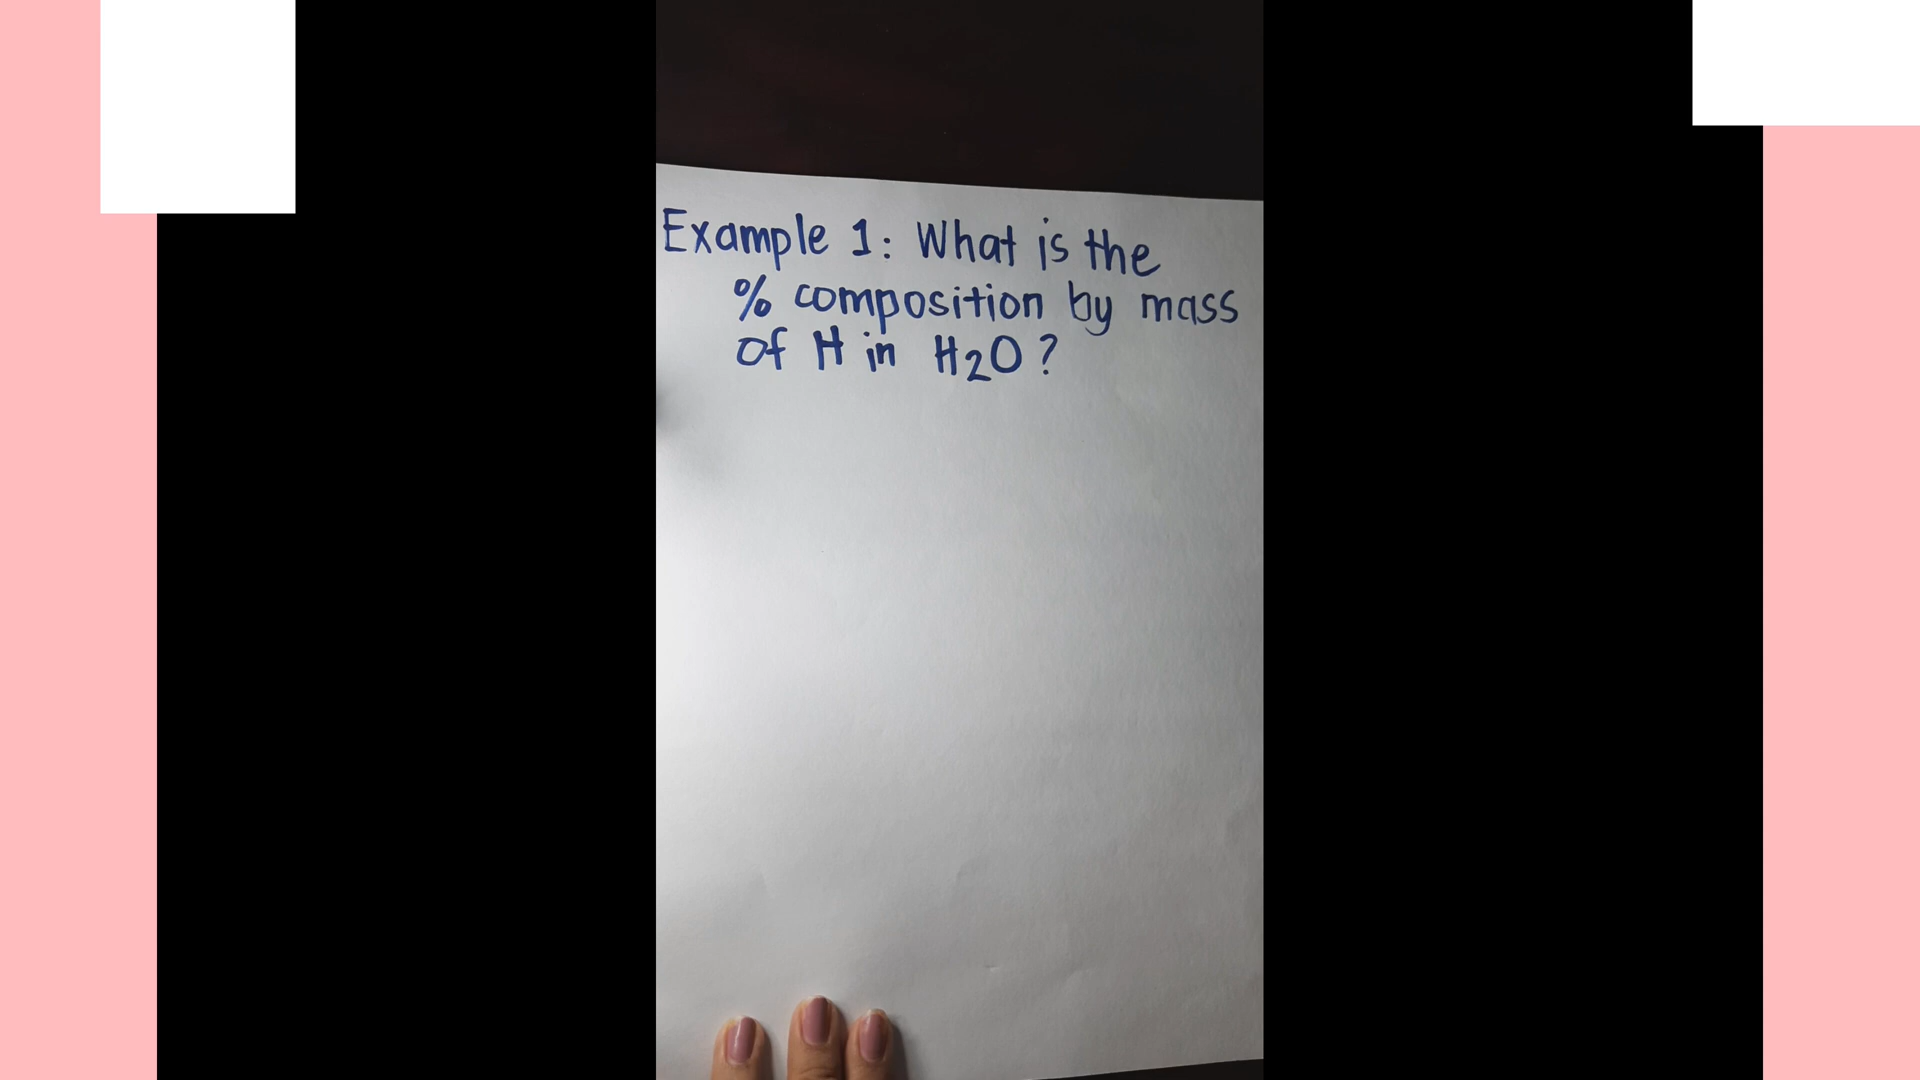 Example 1: What is the
% composition by mass
of H in H2O?